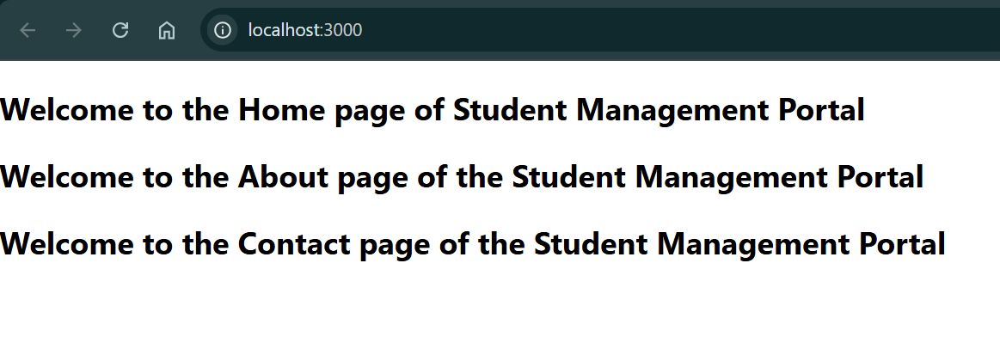 localhost:3000
Welcome to the Home page of Student Management Portal
Welcome to the About page of the Student Management Portal
Welcome to the Contact page of the Student Management Portal